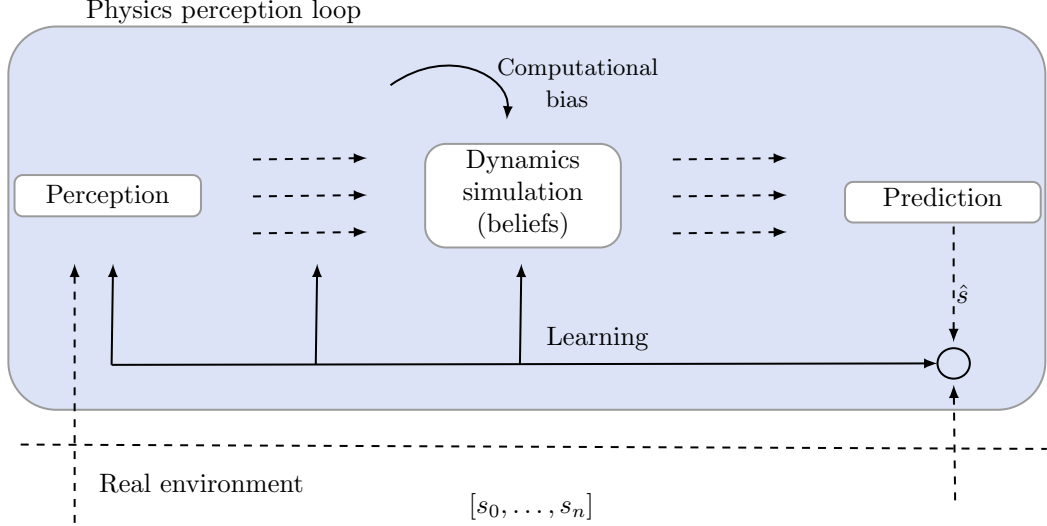 Physics perception loop
Computational
bias
Perception
Dynamics
simulation
(beliefs)
Prediction
ŝ
Learning
Real environment
[s₀, . . . , sₙ]